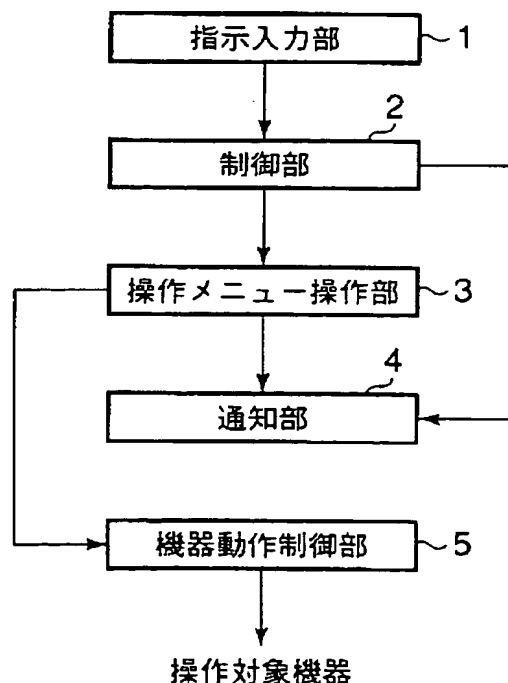 指示入力部 1
2
制御部
操作メニュー操作部 3
4
通知部
機器動作制御部 5
操作対象機器